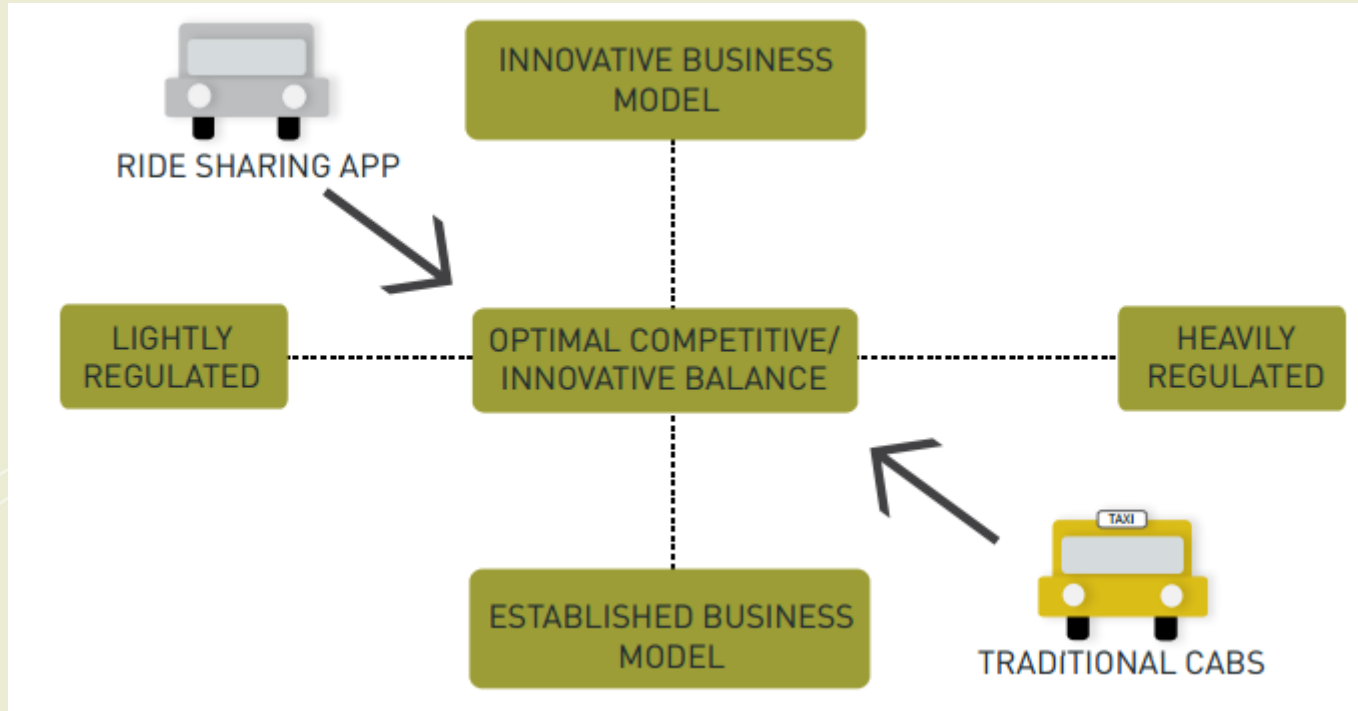 INNOVATIVE BUSINESS
MODEL
RIDE SHARING APP
LIGHTLY
REGULATED
OPTIMAL COMPETITIVE/
INNOVATIVE BALANCE
HEAVILY
REGULATED
TAXI
ESTABLISHED BUSINESS
MODEL
TRADITIONAL CABS